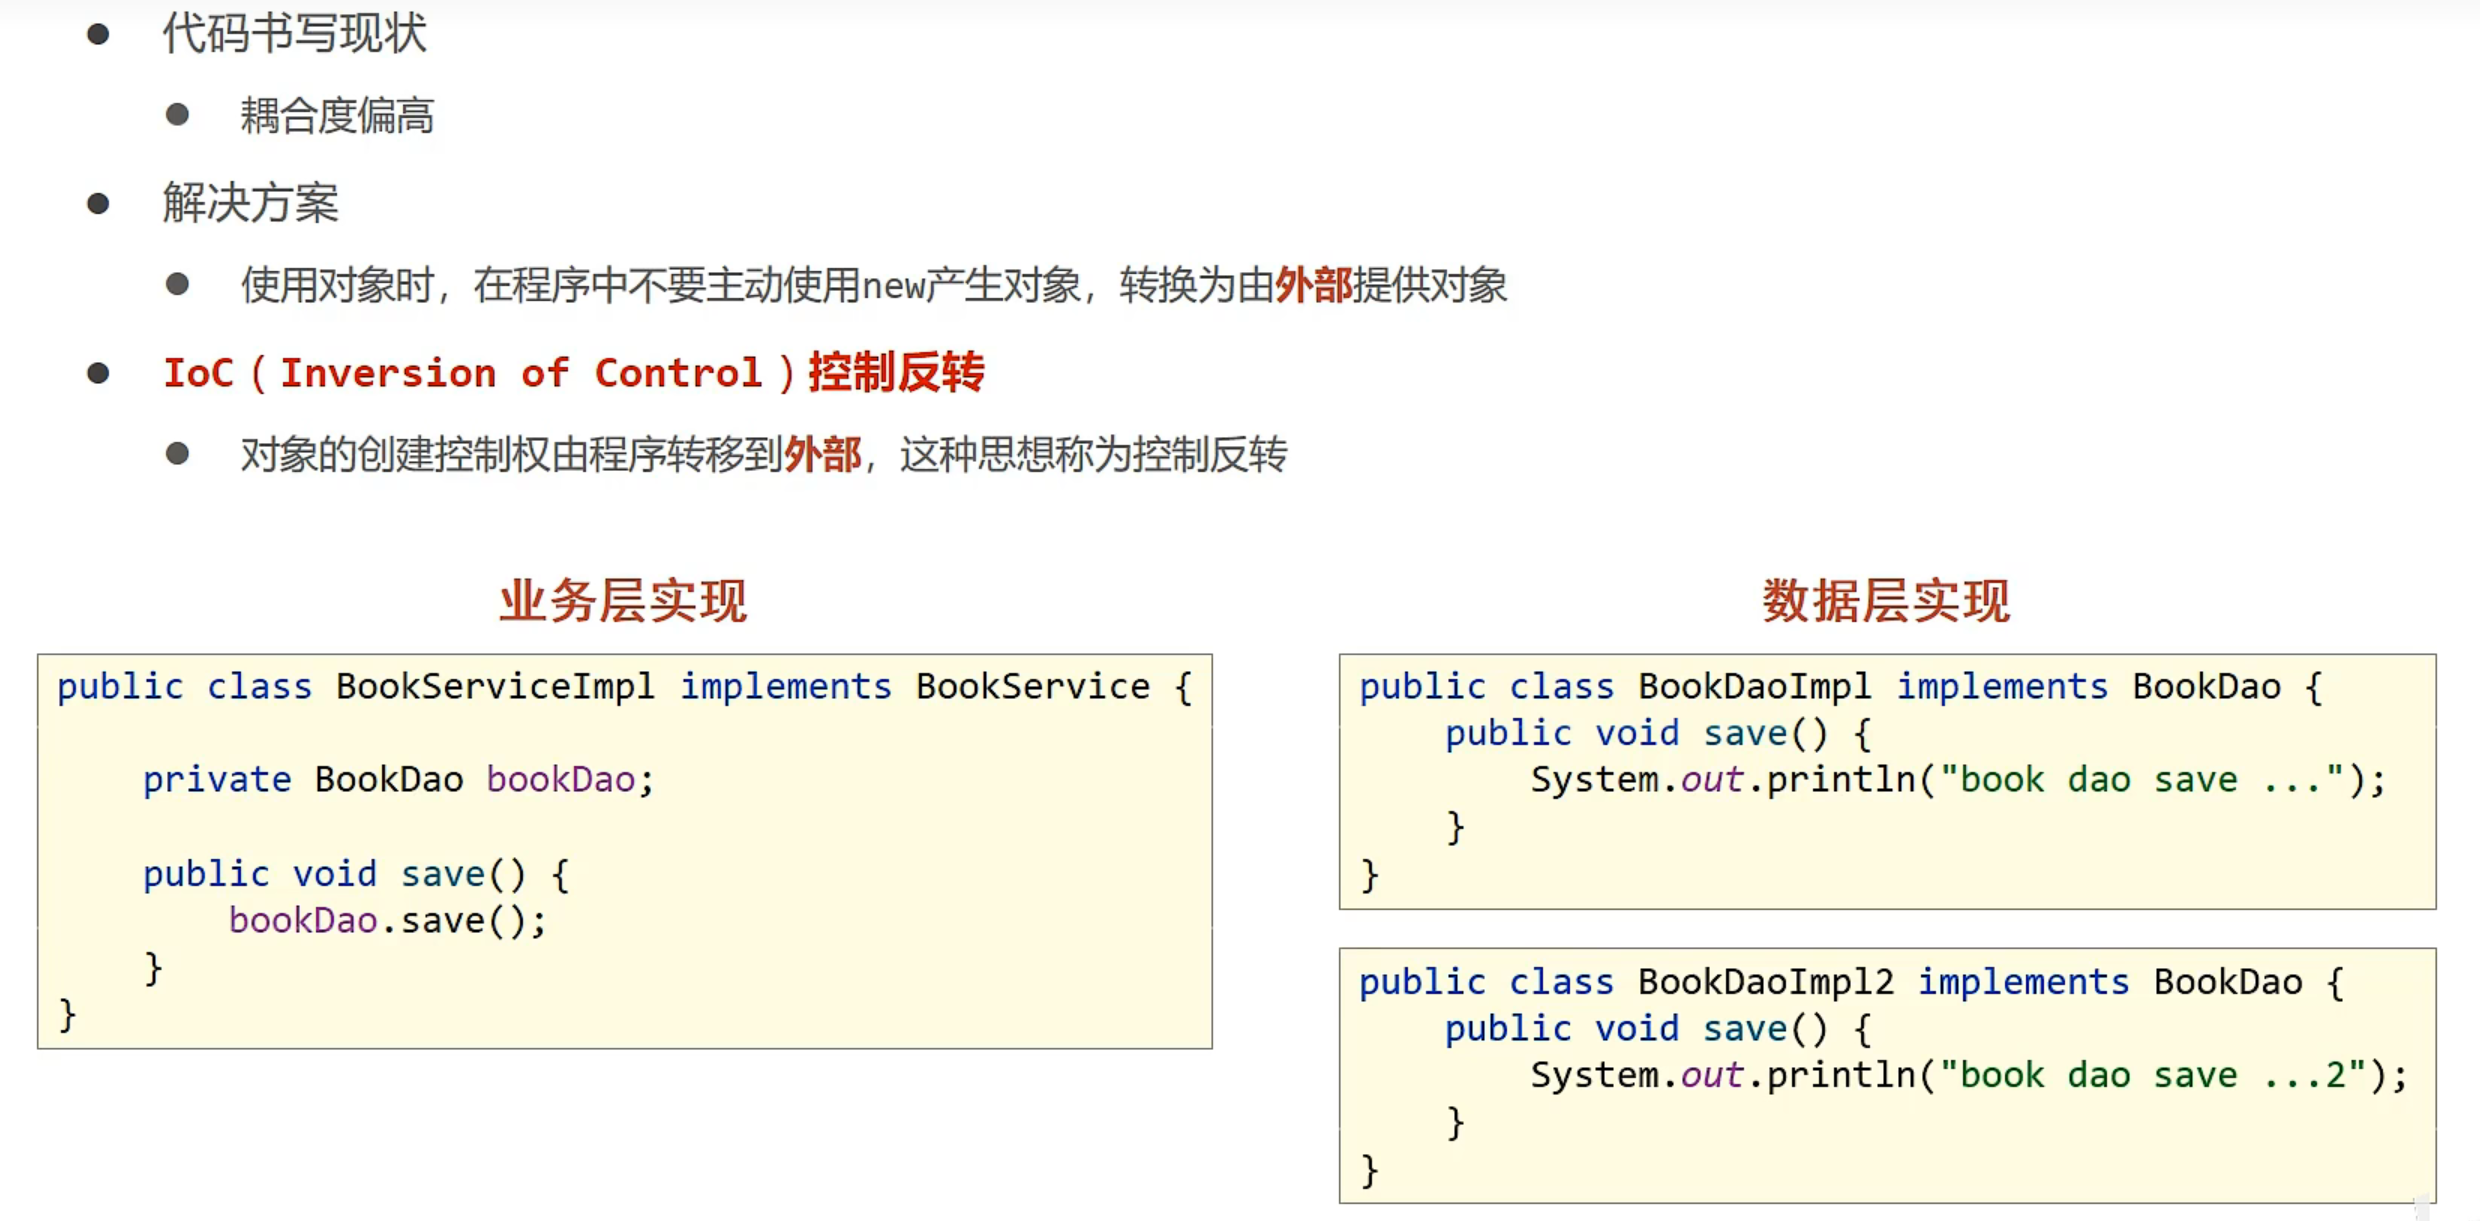 代码书写现状
耦合度偏高
解决方案
使用对象时，在程序中不要主动使用new产生对象，转换为由外部提供对象
IoC（Inversion of Control）控制反转
对象的创建控制权由程序转移到外部，这种思想称为控制反转
业务层实现
public class BookServiceImpl implements BookService {
private BookDao bookDao;
public void save() {
bookDao.save();
}
}
数据层实现
public class BookDaoImpl implements BookDao {
public void save() {
System.out.println("book dao save ...");
}
}
public class BookDaoImpl2 implements BookDao {
public void save() {
System.out.println("book dao save ...2");
}
}